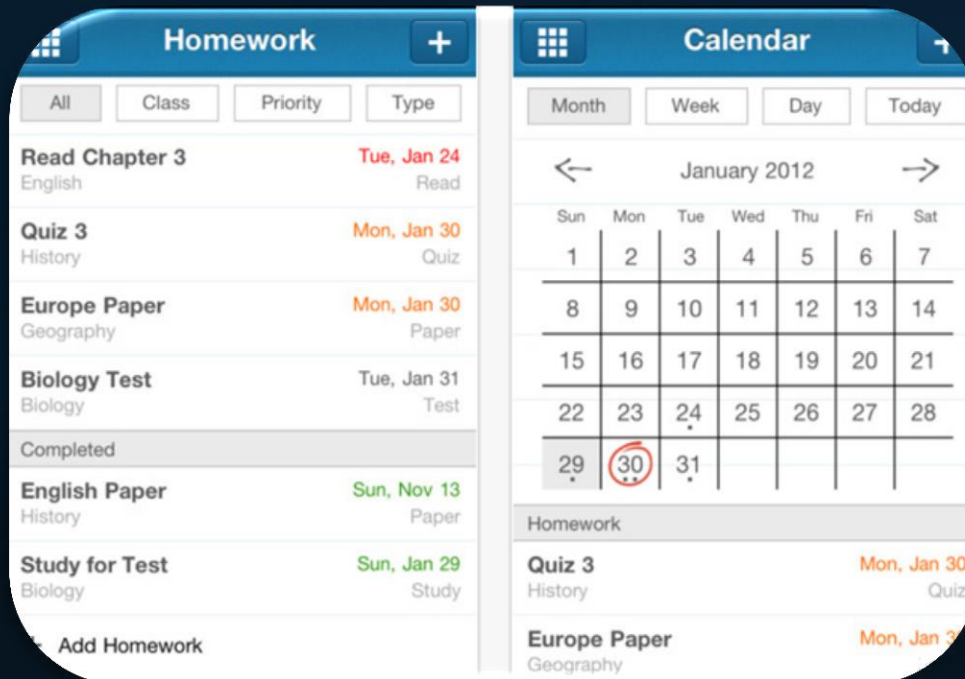 Homework +
All Class Priority Type
Read Chapter 3 Tue, Jan 24
English Read
Quiz 3 Mon, Jan 30
History Quiz
Europe Paper Mon, Jan 30
Geography Paper
Biology Test Tue, Jan 31
Biology Test
Completed
English Paper Sun, Nov 13
History Paper
Study for Test Sun, Jan 29
Biology Study
+ Add Homework
Calendar +
Month Week Day Today
← January 2012 →
Sun Mon Tue Wed Thu Fri Sat
1 2 3 4 5 6 7
8 9 10 11 12 13 14
15 16 17 18 19 20 21
22 23 24 25 26 27 28
29 30 31
Homework
Quiz 3 Mon, Jan 30
History Quiz
Europe Paper Mon, Jan 3
Geography